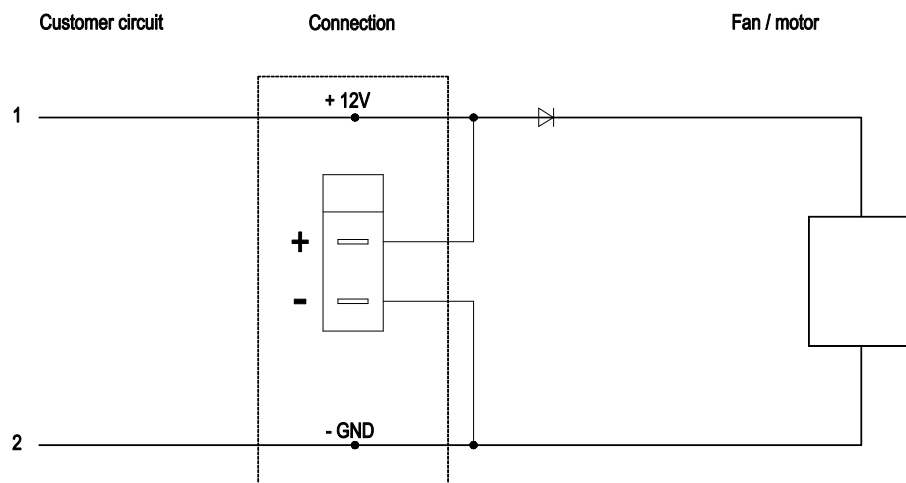 Customer circuit
Connection
Fan / motor
1
+ 12V
+
-
2
- GND